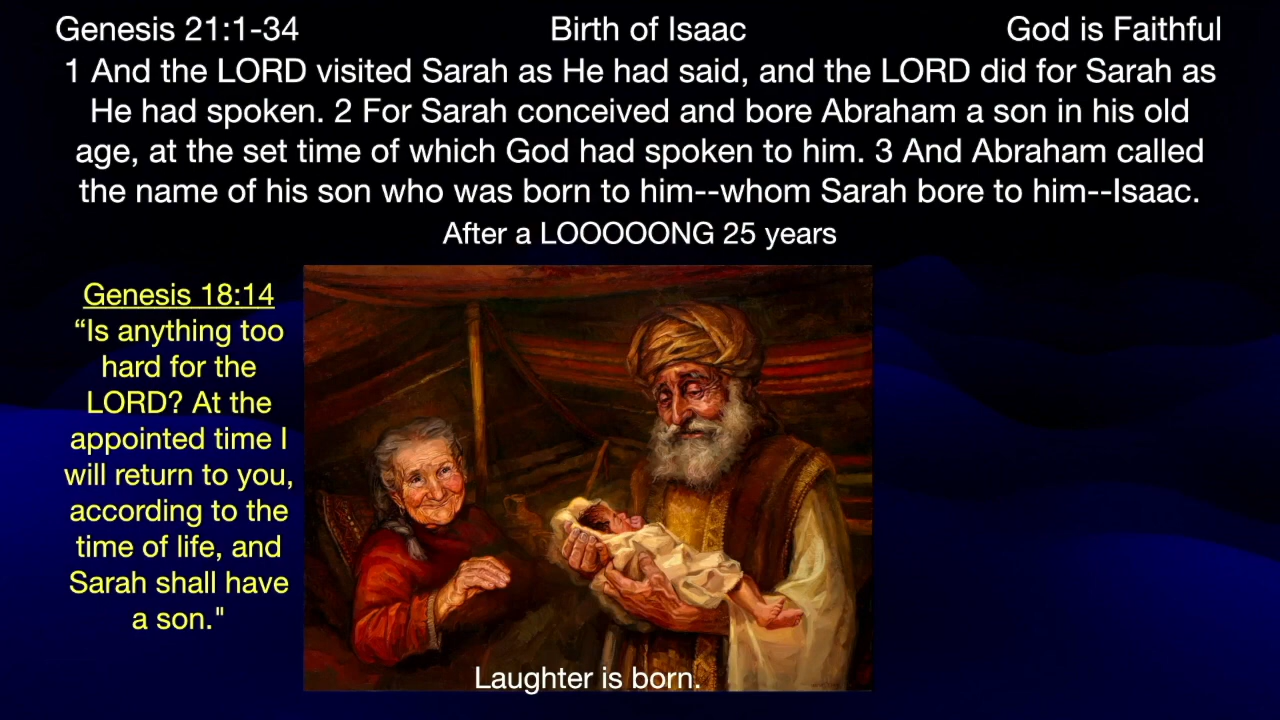 Genesis 21:1-34 Birth of Isaac God is Faithful
1 And the LORD visited Sarah as He had said, and the LORD did for Sarah as
He had spoken. 2 For Sarah conceived and bore Abraham a son in his old
age, at the set time of which God had spoken to him. 3 And Abraham called
the name of his son who was born to him--whom Sarah bore to him--Isaac.
After a LOOOOONG 25 years
Genesis 18:14
“Is anything too
hard for the
LORD? At the
appointed time I
will return to you,
according to the
time of life, and
Sarah shall have
a son."
Laughter is born.